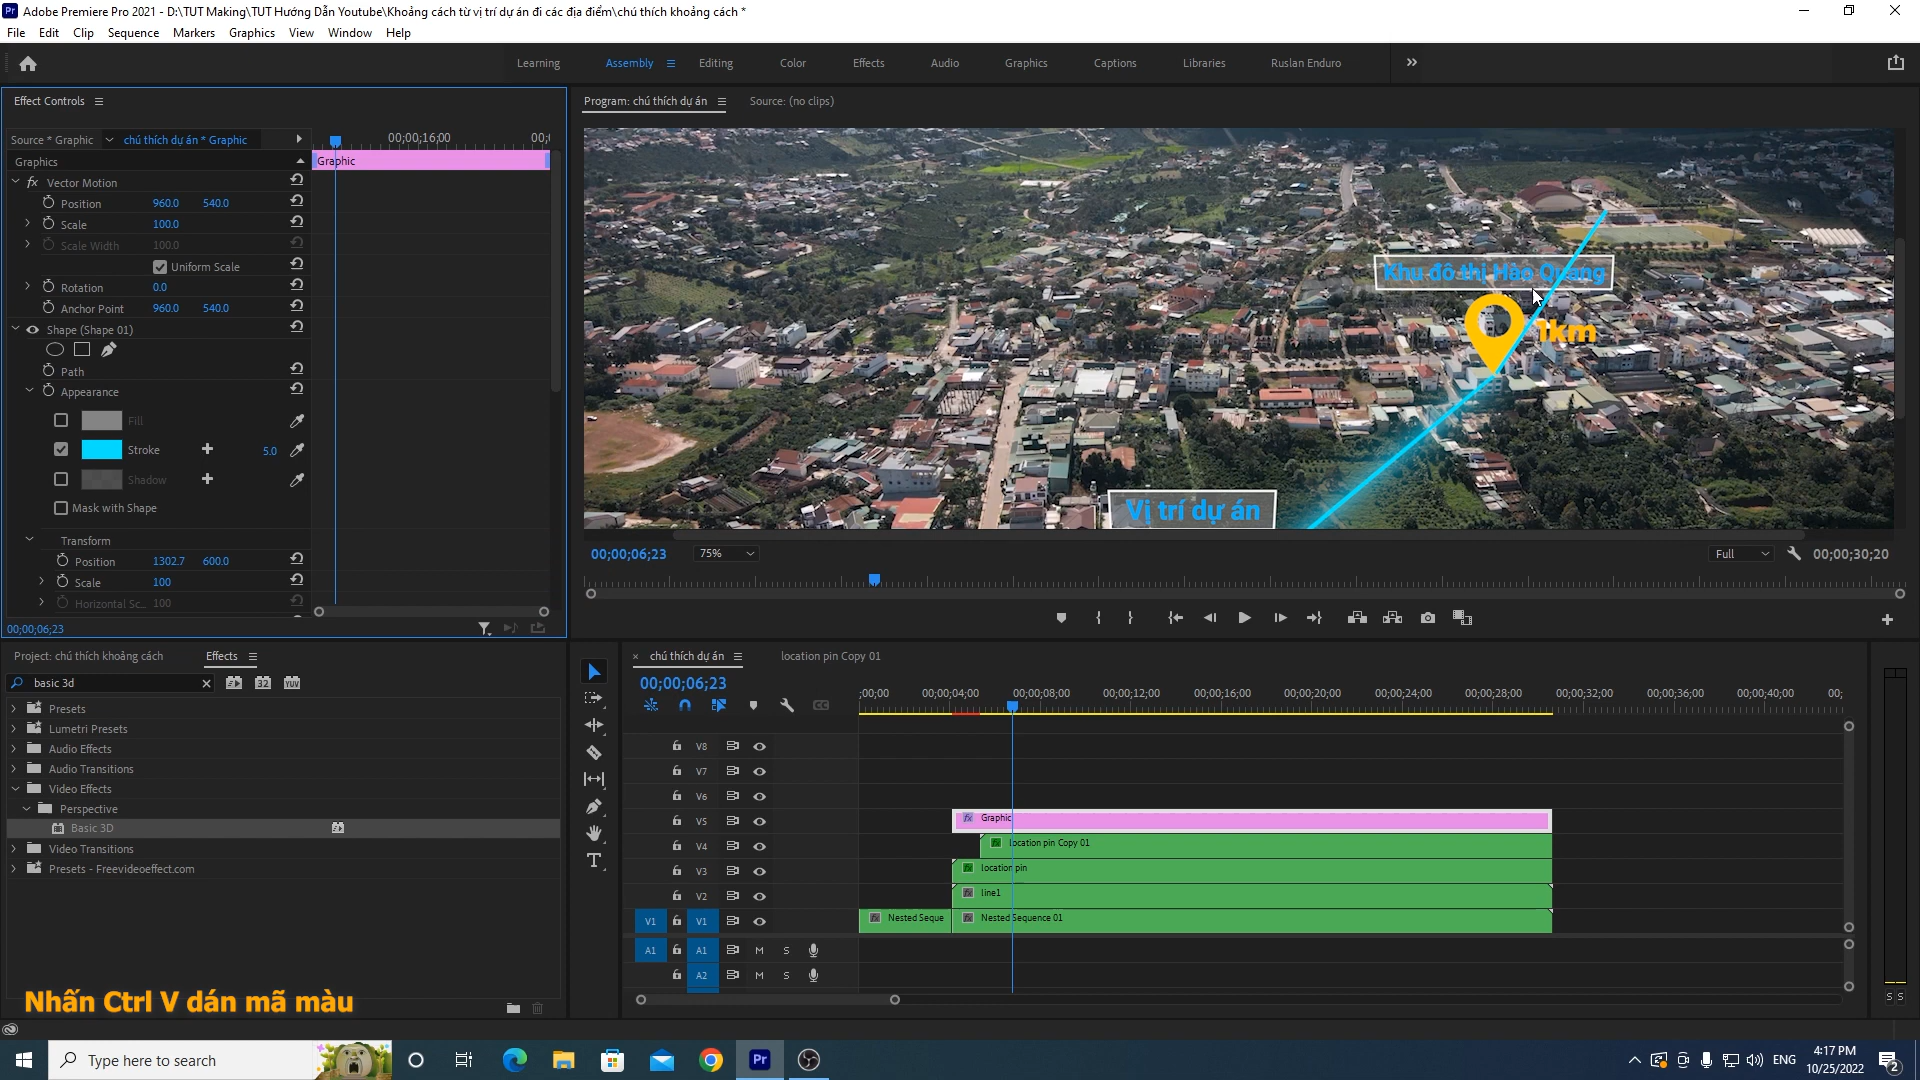 Adobe Premiere Pro 2021 - D:\TUT Making\TUT Hướng Dẫn Youtube\Khoảng cách từ vị trí dự án đi các địa điểm\chú thích khoảng cách *
File Edit Clip Sequence Markers Graphics View Window Help
Learning Assembly Editing Color Effects Audio Graphics Captions Libraries Ruslan Enduro
Effect Controls
Source * Graphic chú thích dự án * Graphic
00;00;16;00
Graphics
Graphic
Vector Motion
Position 960.0 540.0
Scale 100.0
Scale Width 100.0
Uniform Scale
Rotation 0.0
Anchor Point 960.0 540.0
Shape (Shape 01)
Path
Appearance
Fill
Stroke 5.0
Shadow
Mask with Shape
Transform
Position 1302.7 600.0
Scale 100
Horizontal Sc... 100
00;00;06;23
Program: chú thích dự án Source: (no clips)
Khu đô thị Hào Quang
1km
Vị trí dự án
00;00;06;23 75% Full 00;00;30;20
Project: chú thích khoảng cách Effects
basic 3d
32 YUV
Presets
Lumetri Presets
Audio Effects
Audio Transitions
Video Effects
Perspective
Basic 3D
Video Transitions
Presets - Freevideoeffect.com
Nhấn Ctrl V dán mã màu
chú thích dự án location pin Copy 01
00;00;06;23
;00;00 00;00;04;00 00;00;08;00 00;00;12;00 00;00;16;00 00;00;20;00 00;00;24;00 00;00;28;00 00;00;32;00 00;00;36;00 00;00;40;00 00;
V8
V7
V6
V5 Graphic
V4 location pin Copy 01
V3 location pin
V2 line1
V1 V1 Nested Seque Nested Sequence 01
A1 A1 M S
A2 M S
S S
Type here to search
Pr
ENG
4:17 PM
10/25/2022
2